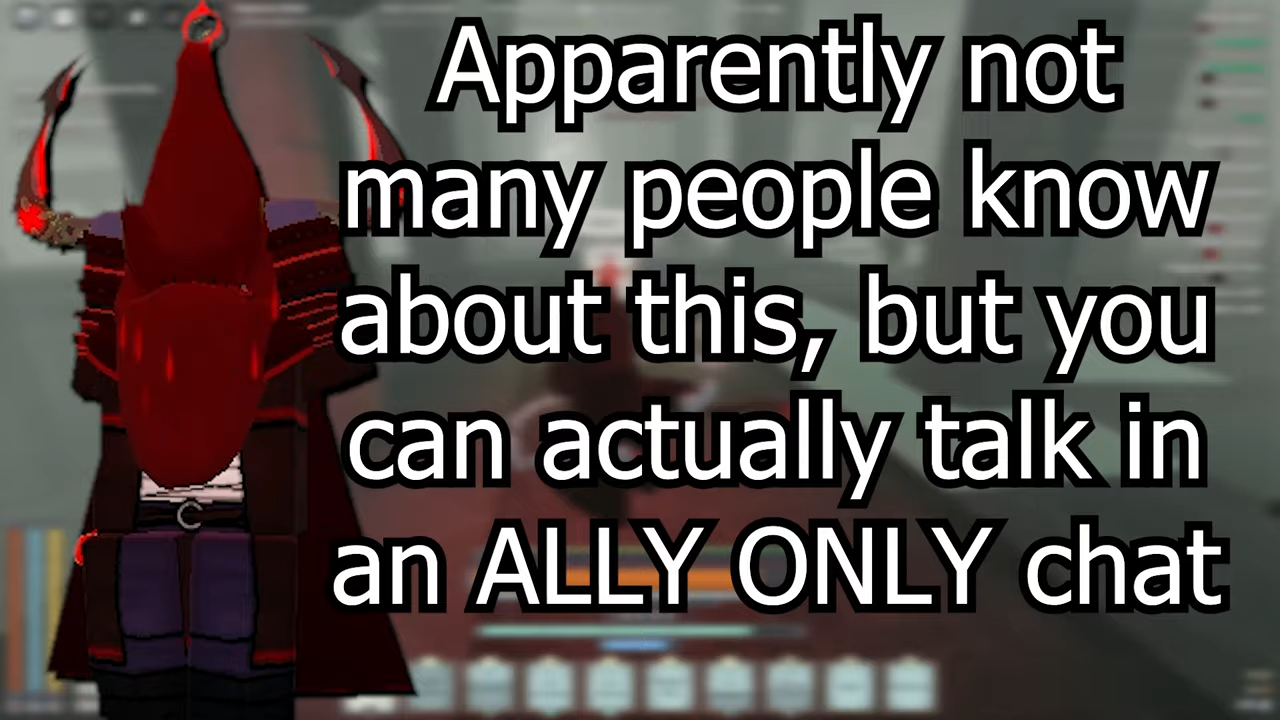 Apparently not
many people know
about this, but you
can actually talk in
an ALLY ONLY chat